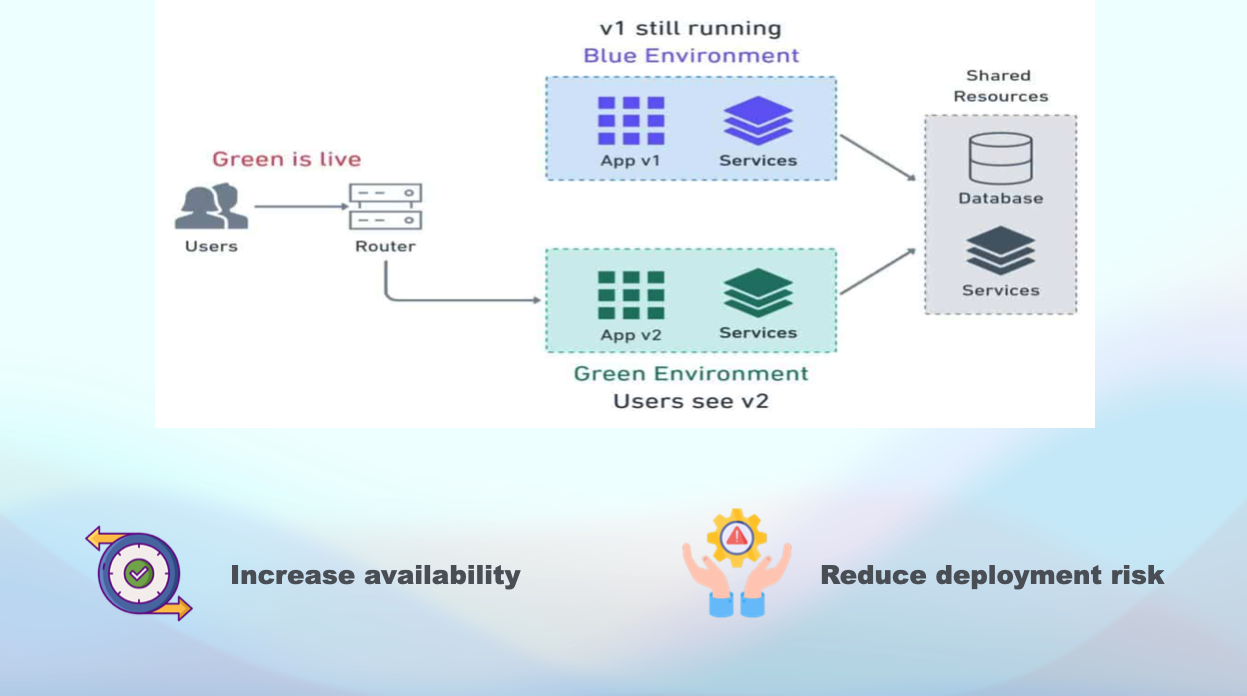 v1 still running
Blue Environment
Shared
Resources
App v1
Services
Green is live
Database
Users
Router
Services
App v2
Services
Green Environment
Users see v2
Increase availability
Reduce deployment risk